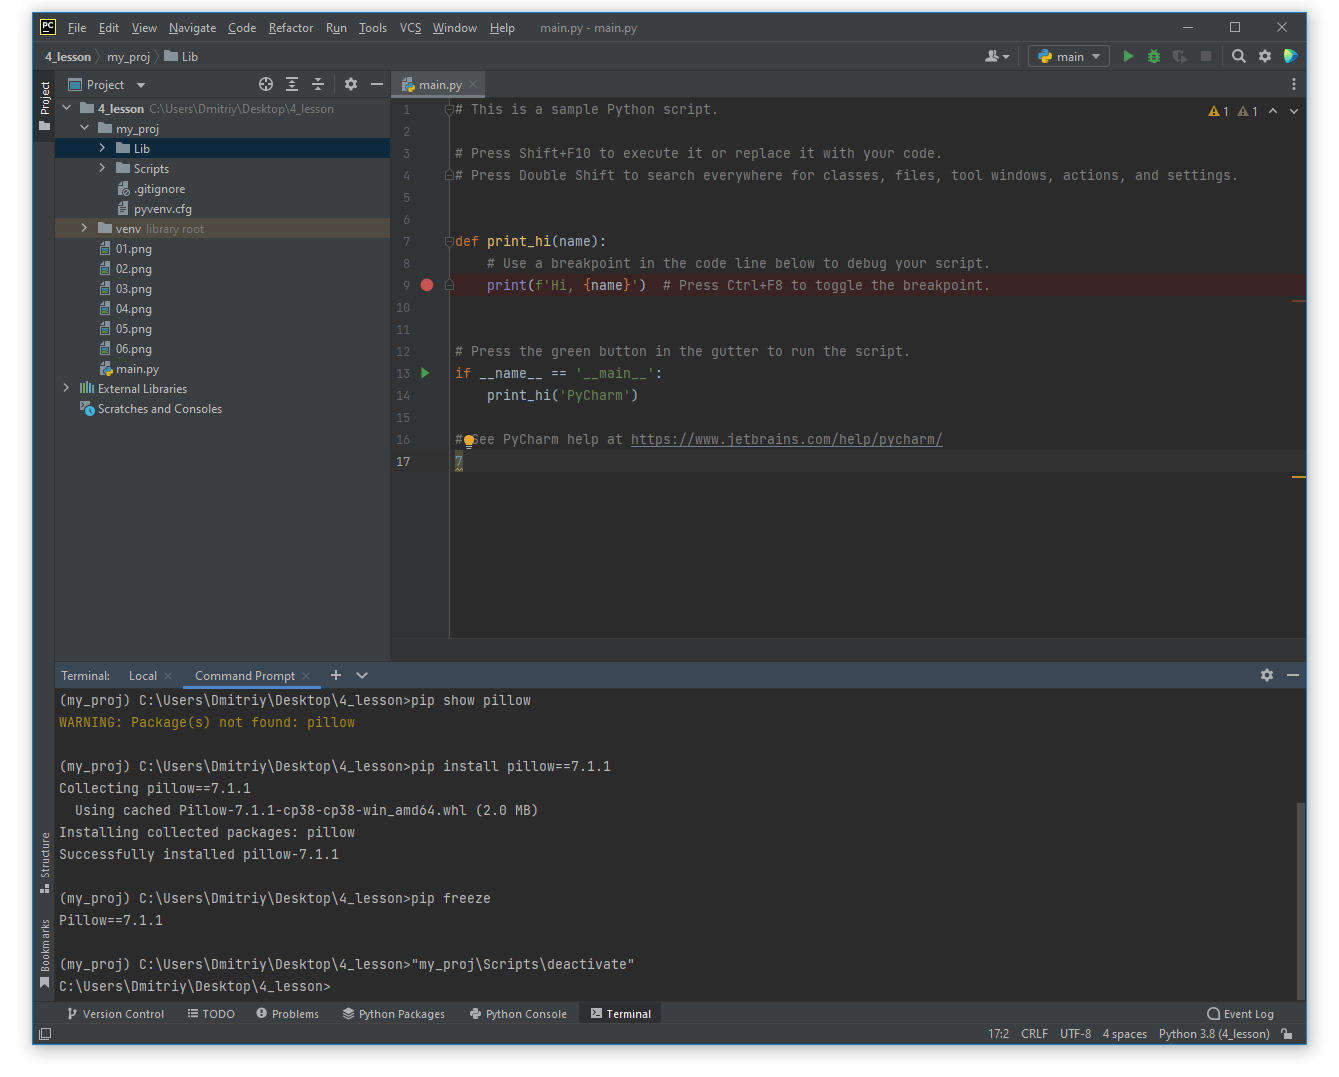 PC File Edit View Navigate Code Refactor Run Tools VCS Window Help main.py - main.py
4_lesson my_proj Lib main
Project
Project
4_lesson C:\Users\Dmitriy\Desktop\4_lesson
my_proj
Lib
Scripts
.gitignore
pyvenv.cfg
venv library root
01.png
02.png
03.png
04.png
05.png
06.png
main.py
External Libraries
Scratches and Consoles
main.py
1 # This is a sample Python script. 1 1
2
3 # Press Shift+F10 to execute it or replace it with your code.
4 # Press Double Shift to search everywhere for classes, files, tool windows, actions, and settings.
5
6
7 def print_hi(name):
8 # Use a breakpoint in the code line below to debug your script.
9 print(f'Hi, {name}') # Press Ctrl+F8 to toggle the breakpoint.
10
11
12 # Press the green button in the gutter to run the script.
13 if __name__ == '__main__':
14 print_hi('PyCharm')
15
16 # See PyCharm help at https://www.jetbrains.com/help/pycharm/
17 7
Terminal: Local Command Prompt
(my_proj) C:\Users\Dmitriy\Desktop\4_lesson>pip show pillow
WARNING: Package(s) not found: pillow
(my_proj) C:\Users\Dmitriy\Desktop\4_lesson>pip install pillow==7.1.1
Collecting pillow==7.1.1
Using cached Pillow-7.1.1-cp38-cp38-win_amd64.whl (2.0 MB)
Installing collected packages: pillow
Successfully installed pillow-7.1.1
(my_proj) C:\Users\Dmitriy\Desktop\4_lesson>pip freeze
Pillow==7.1.1
(my_proj) C:\Users\Dmitriy\Desktop\4_lesson>"my_proj\Scripts\deactivate"
C:\Users\Dmitriy\Desktop\4_lesson>
Structure
Bookmarks
Version Control TODO Problems Python Packages Python Console Terminal Event Log
17:2 CRLF UTF-8 4 spaces Python 3.8 (4_lesson)